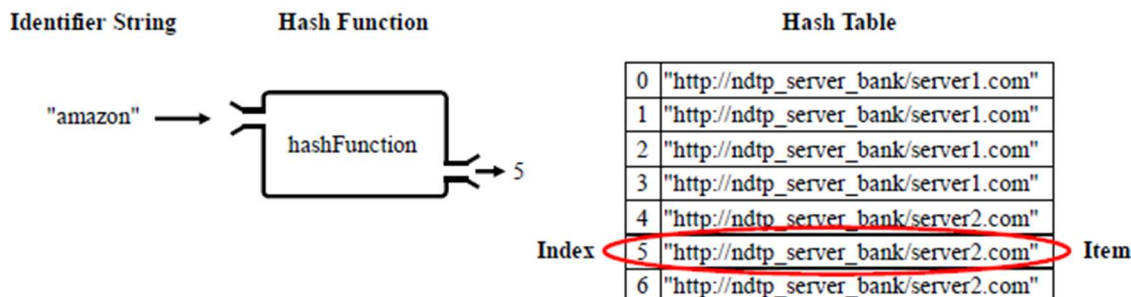 Identifier String
Hash Function
Hash Table
"amazon"
hashFunction
5
0 "http://ndtp_server_bank/server1.com"
1 "http://ndtp_server_bank/server1.com"
2 "http://ndtp_server_bank/server1.com"
3 "http://ndtp_server_bank/server1.com"
4 "http://ndtp_server_bank/server2.com"
Index 5 "http://ndtp_server_bank/server2.com" Item
6 "http://ndtp_server_bank/server2.com"